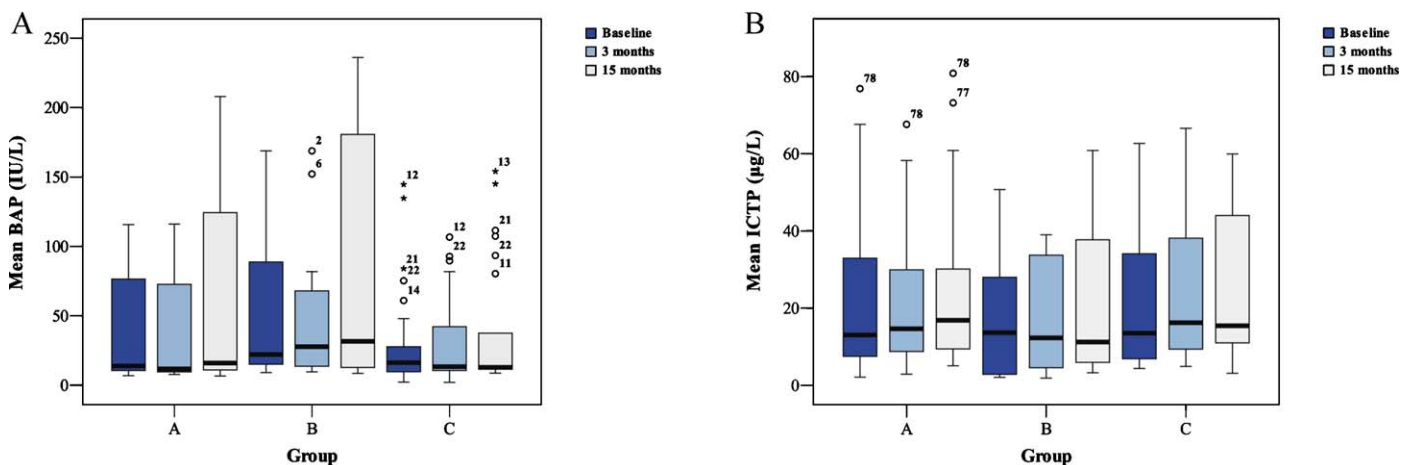 A
Mean BAP (IU/L)
250
200
150
100
50
0
2
6
12
21
22
14
12
22
13
21
22
11
A
B
C
Group
Baseline
3 months
15 months
B
Mean ICTP (µg/L)
80
60
40
20
0
78
78
78
77
A
B
C
Group
Baseline
3 months
15 months